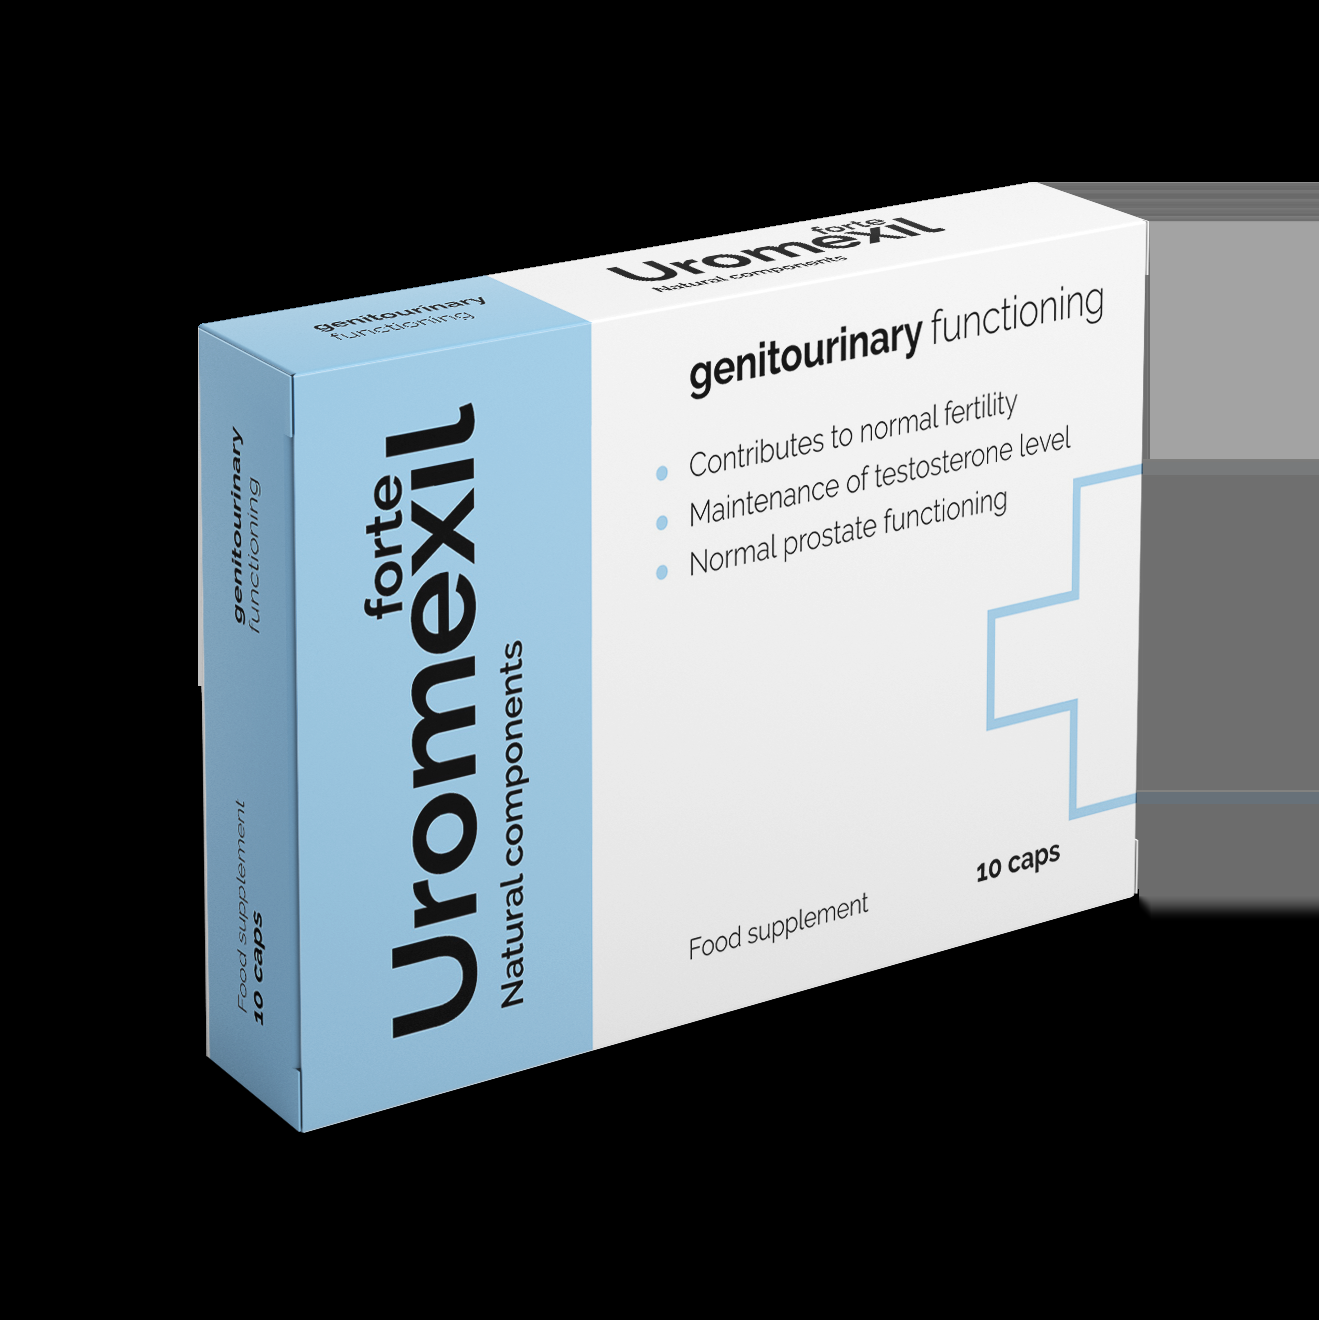 forte
Uromexil
Natural components
genitourinary
functioning
genitourinary functioning
Contributes to normal fertility
Maintenance of testosterone level
Normal prostate functioning
forte
Uromexil
Natural components
genitourinary
functioning
Food supplement
10 caps
10 caps
Food supplement